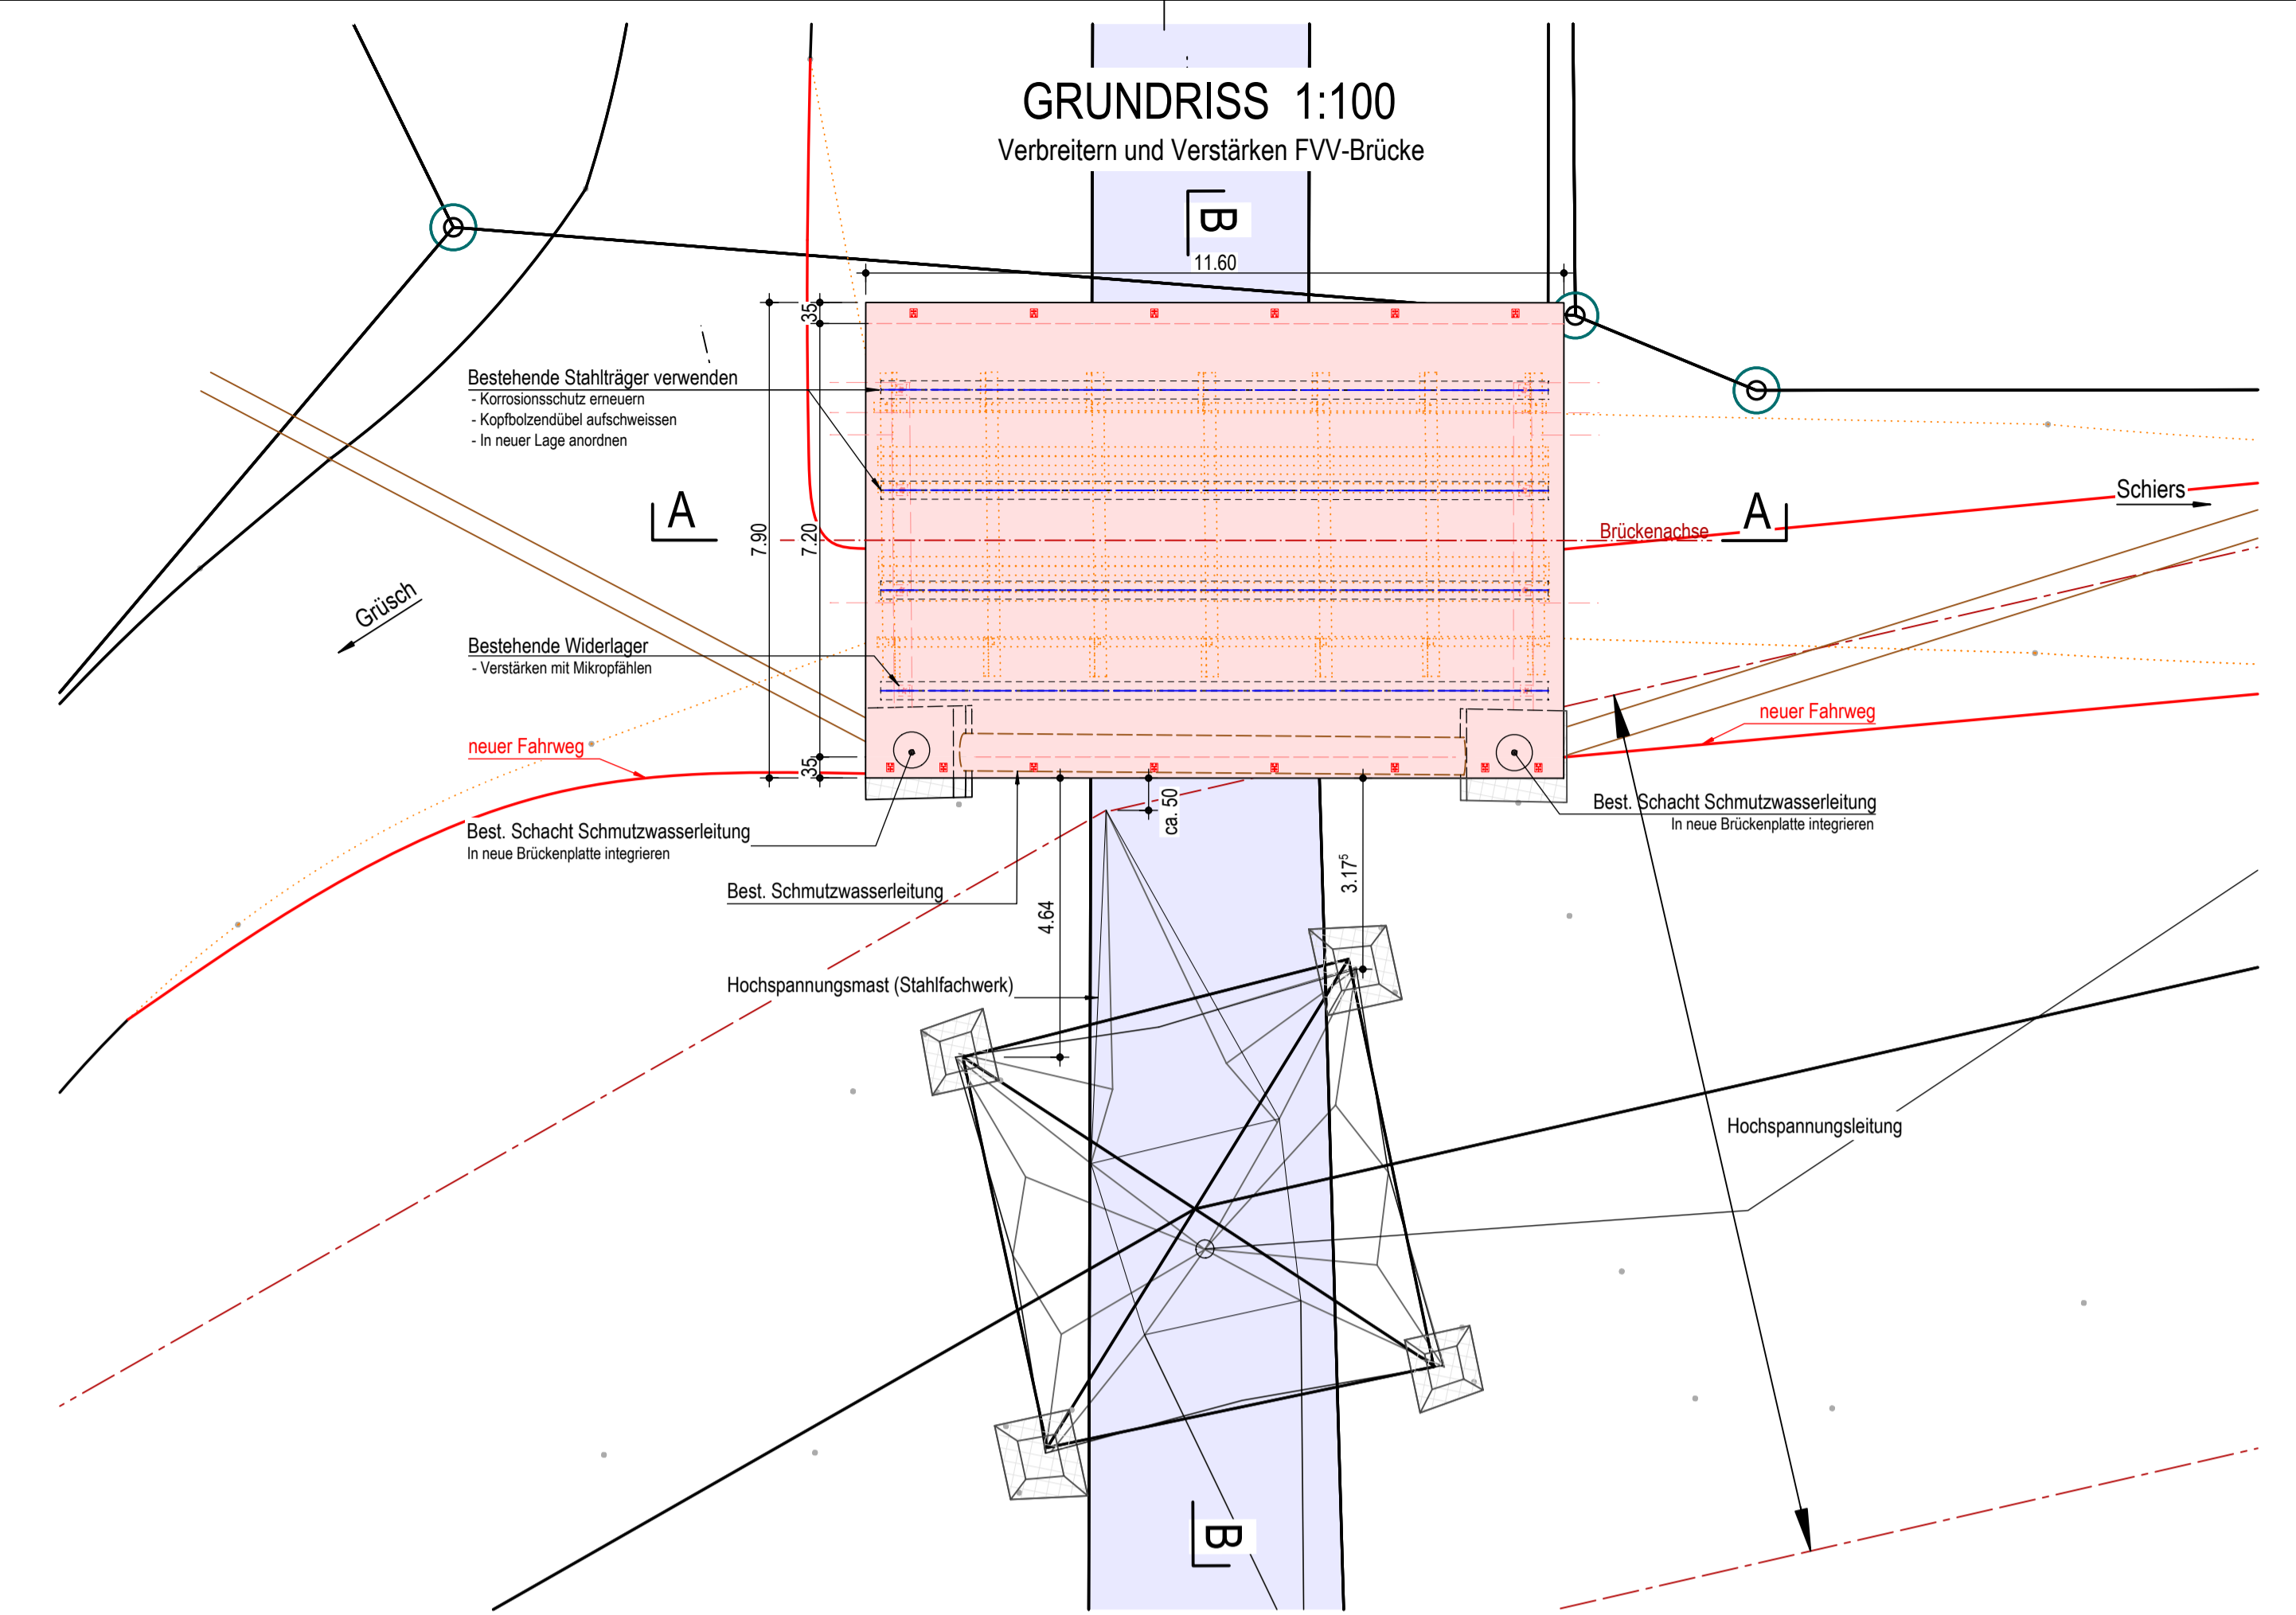 GRUNDRISS 1:100
Verbreitern und Verstärken FVV-Brücke
B
11.60
35
Bestehende Stahlträger verwenden
- Korrosionsschutz erneuern
- Kopfbolzendübel aufschweissen
- In neuer Lage anordnen
Schiers
A
A
7.90
7.20
Brückenachse
Grüsch
Bestehende Widerlager
- Verstärken mit Mikropfählen
neuer Fahrweg
neuer Fahrweg
35
ca. 50
Best. Schacht Schmutzwasserleitung
In neue Brückenplatte integrieren
Best. Schacht Schmutzwasserleitung
In neue Brückenplatte integrieren
3.17⁵
Best. Schmutzwasserleitung
4.64
Hochspannungsmast (Stahlfachwerk)
Hochspannungsleitung
B